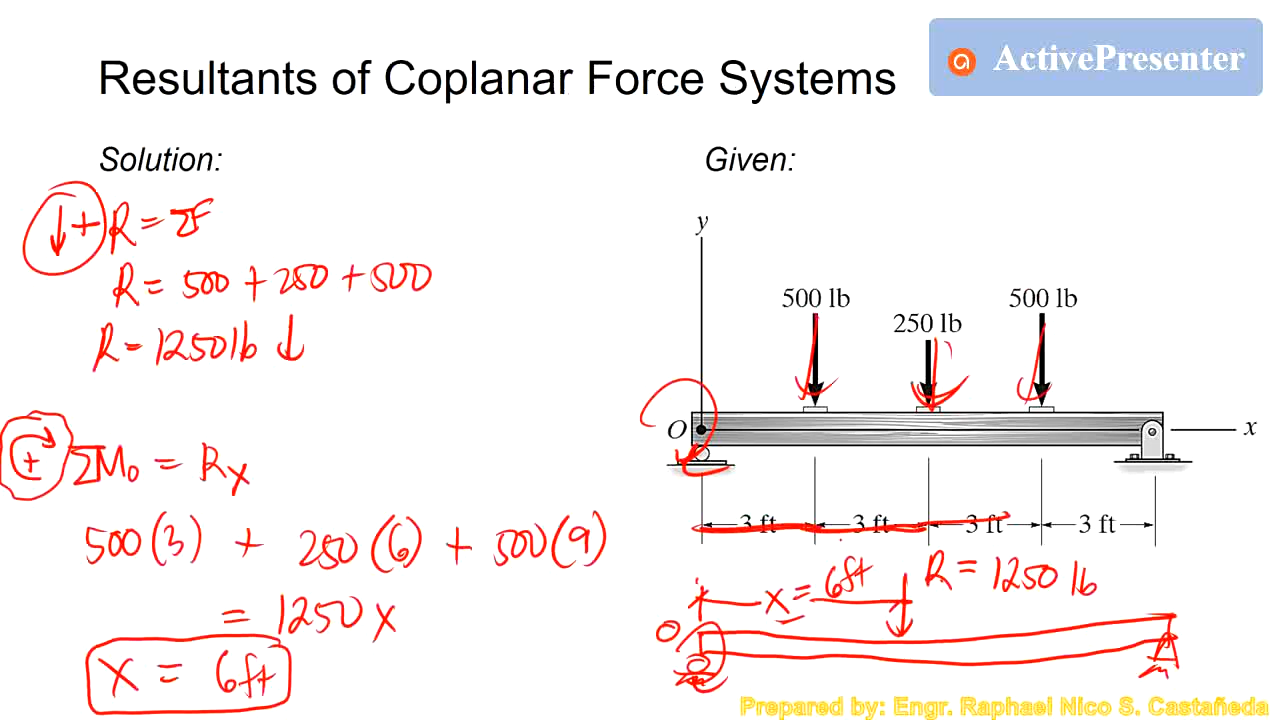 ActivePresenter
Resultants of Coplanar Force Systems
Solution:
↓+ R = ΣF
R = 500 + 250 + 500
R = 1250 lb ↓
+ ΣM₀ = Rx
500(3) + 250(6) + 500(9)
= 1250 x
x = 6ft
Given:
y
500 lb
250 lb
500 lb
O
x
3 ft 3 ft 3 ft 3 ft
x = 6ft
R = 1250 lb
O
Prepared by: Engr. Raphael Nico S. Castañeda